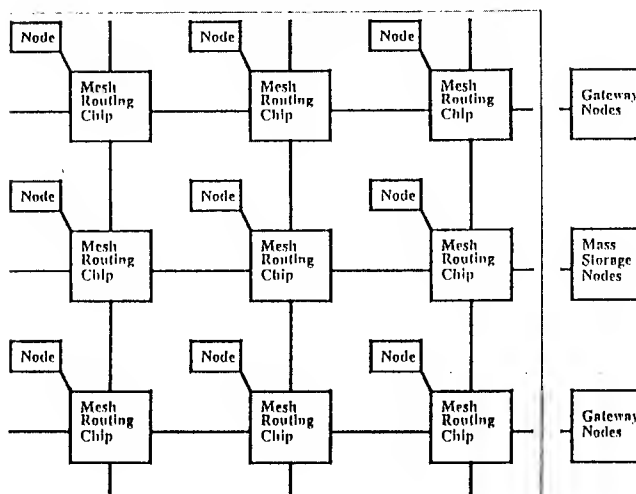 Node Node Node
Mesh Mesh Mesh
Routing Routing Routing Gateway
Chip Chip Chip Nodes
Node Node Node
Mesh Mesh Mesh Mass
Routing Routing Routing Storage
Chip Chip Chip Nodes
Node Node Node
Mesh Mesh Mesh
Routing Routing Routing Gateway
Chip Chip Chip Nodes